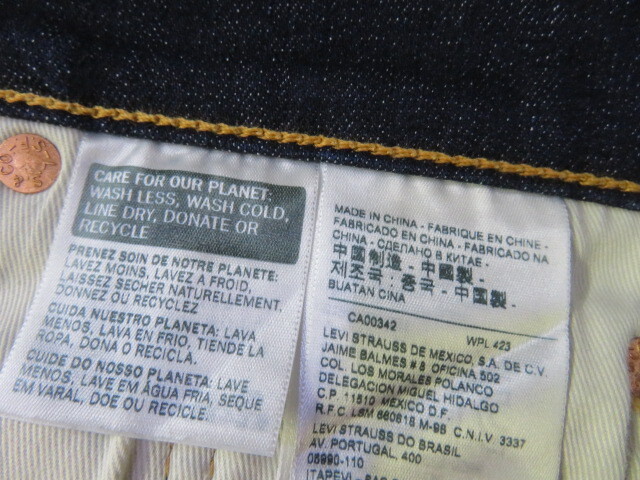 CARE FOR OUR PLANET:
WASH LESS, WASH COLD,
LINE DRY, DONATE OR
RECYCLE
PRENEZ SOIN DE NOTRE PLANETE:
LAVEZ MOINS, LAVEZ À FROID,
LAISSEZ SECHER NATURELLEMENT,
DONNEZ OU RECYCLEZ
CUIDA NUESTRO PLANETA: LAVA
MENOS, LAVA EN FRIO, TIENDE LA
ROPA, DONA O RECICLA.
CUIDE DO NOSSO PLANETA: LAVE
MENOS, LAVE EM ÁGUA FRIA, SEQUE
EM VARAL, DOE OU RECICLE.
MADE IN CHINA - FABRIQUE EN CHINE -
FABRICADO EN CHINA - FABRICADO NA
CHINA - СДЕЛАНО В КИТАЕ -
中国制造 - 中國製 -
제조국 : 중국 - 中国製 -
BUATAN CINA
CA00342 WPL 423
LEVI STRAUSS DE MEXICO, S.A. DE C.V.
JAIME BALMES # 8 OFICINA 502
COL. LOS MORALES POLANCO
DELEGACION MIGUEL HIDALGO
C.P. 11510 MEXICO D.F.
R.F.C. LSM 660818 M-98 C.N.I.V. 3337
LEVI STRAUSS DO BRASIL
AV. PORTUGAL, 400
06990-110